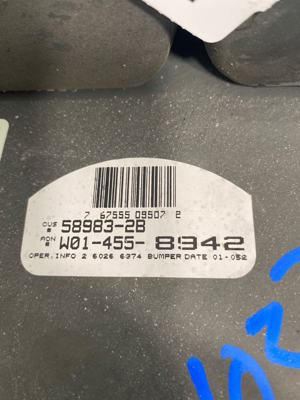 7 67555 09507 2
CUS # 58983-2B
ADN # W01-455-8942
OPER.INFO 2 6026 6374 BUMPER DATE 01-052